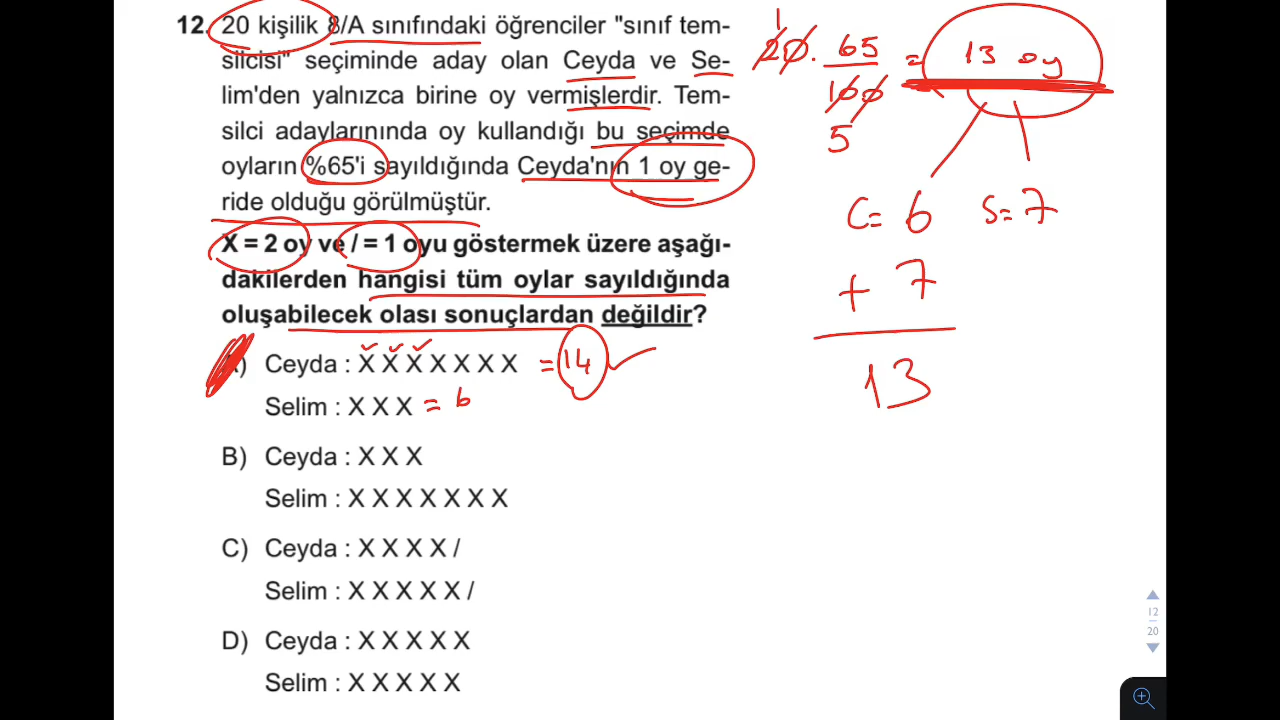 12. 20 kişilik 8/A sınıfındaki öğrenciler "sınıf tem-
silcisi" seçiminde aday olan Ceyda ve Se-
lim'den yalnızca birine oy vermişlerdir. Tem-
silci adaylarınında oy kullandığı bu seçimde
oyların %65'i sayıldığında Ceyda'nın 1 oy ge-
ride olduğu görülmüştür.
X = 2 oy ve / = 1 oyu göstermek üzere aşağı-
dakilerden hangisi tüm oylar sayıldığında
oluşabilecek olası sonuçlardan değildir?
A) Ceyda : X X X X X X X = 14
Selim : X X X = 6
B) Ceyda : X X X
Selim : X X X X X X X
C) Ceyda : X X X X /
Selim : X X X X X /
D) Ceyda : X X X X X
Selim : X X X X X
1
20 . 65 = 13 oy
100
5
C= 6 S= 7
+ 7
13
12
20